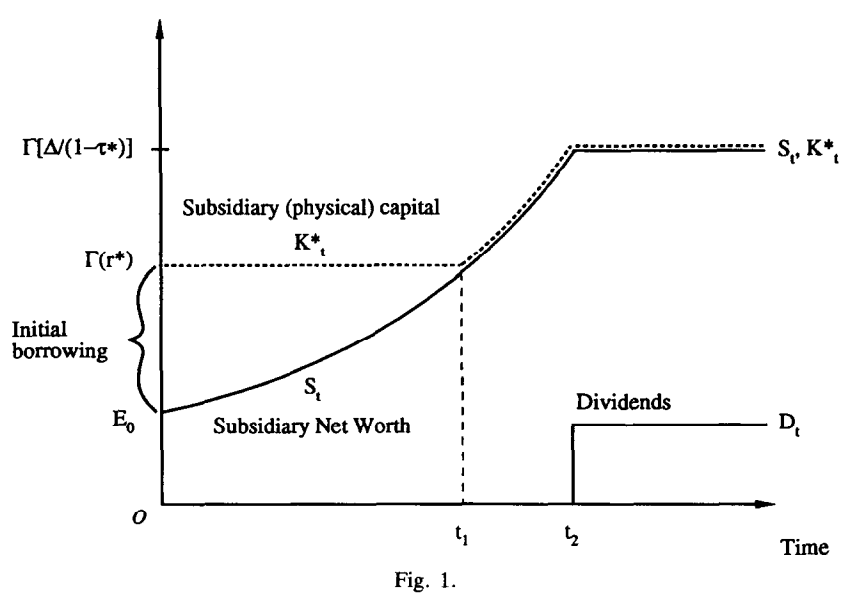 Γ[Δ/(1−τ*)]
S_t, K*_t
Subsidiary (physical) capital
K*_t
Γ(r*)
Initial
borrowing
S_t
Dividends
E_0
Subsidiary Net Worth
D_t
O
t_1
t_2
Time
Fig. 1.